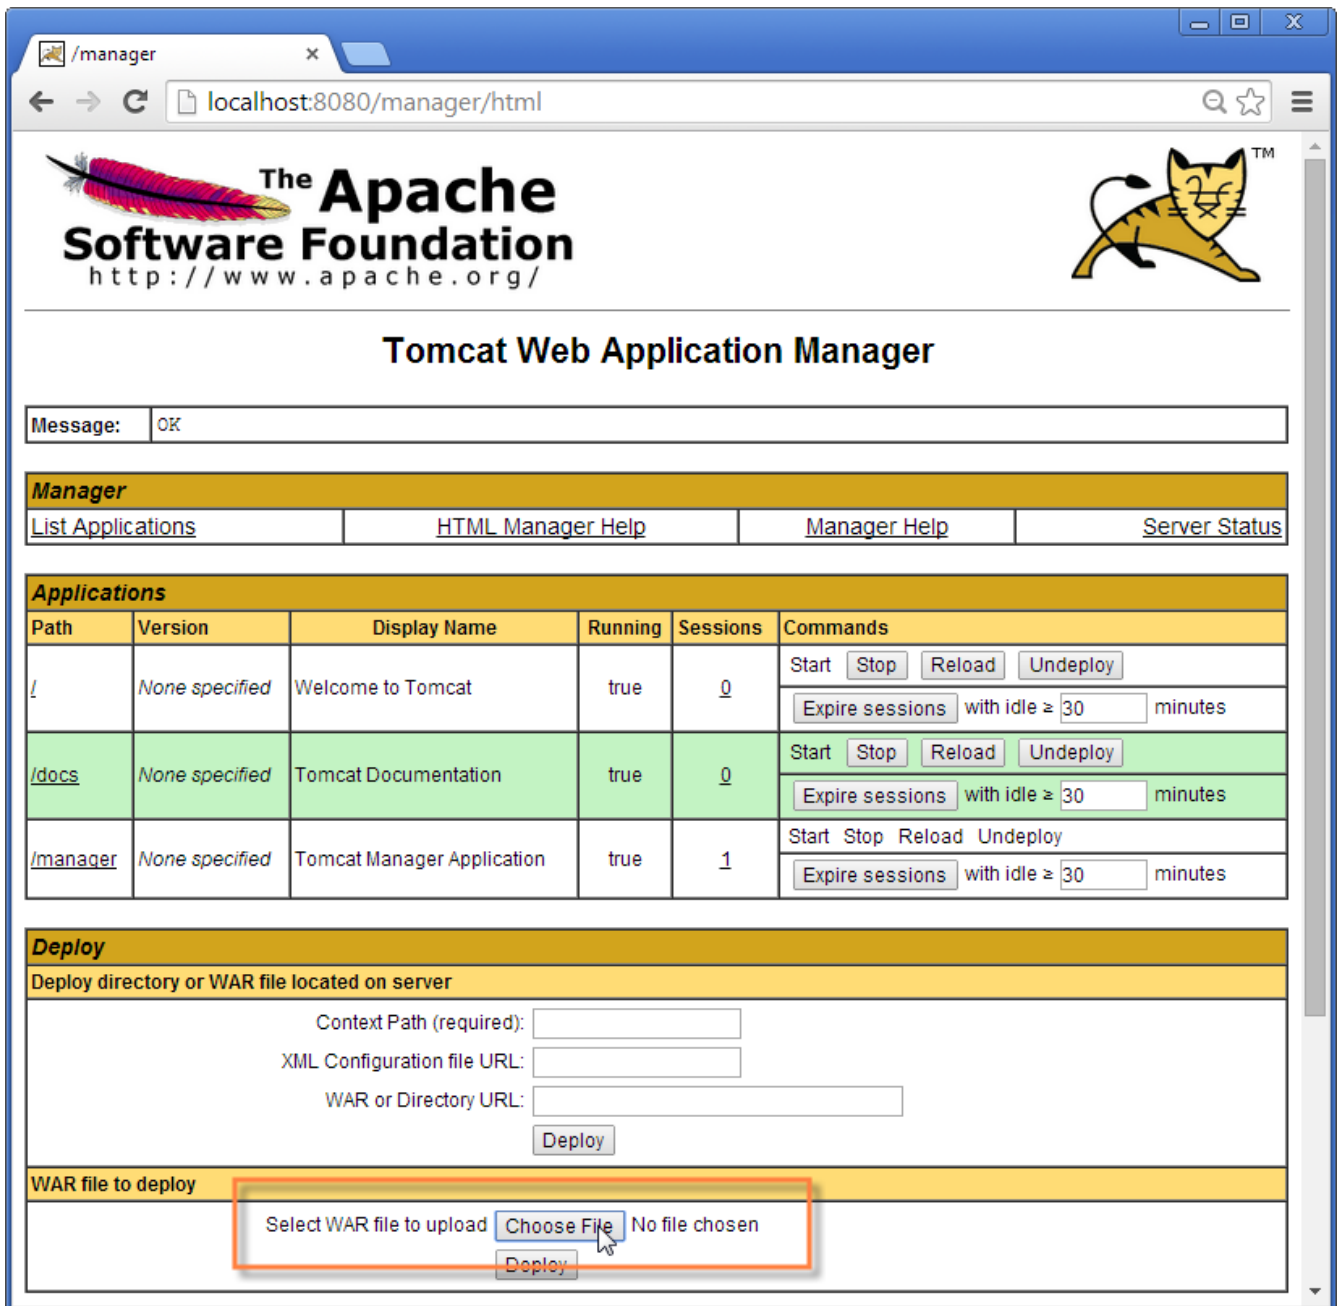 /manager
localhost:8080/manager/html
The Apache
Software Foundation
http://www.apache.org/
TM
Tomcat Web Application Manager
Message: OK
Manager
List Applications HTML Manager Help Manager Help Server Status
Applications
Path Version Display Name Running Sessions Commands
/ None specified Welcome to Tomcat true 0 Start Stop Reload Undeploy
Expire sessions with idle ≥ 30 minutes
/docs None specified Tomcat Documentation true 0 Start Stop Reload Undeploy
Expire sessions with idle ≥ 30 minutes
/manager None specified Tomcat Manager Application true 1 Start Stop Reload Undeploy
Expire sessions with idle ≥ 30 minutes
Deploy
Deploy directory or WAR file located on server
Context Path (required):
XML Configuration file URL:
WAR or Directory URL:
Deploy
WAR file to deploy
Select WAR file to upload Choose File No file chosen
Deploy